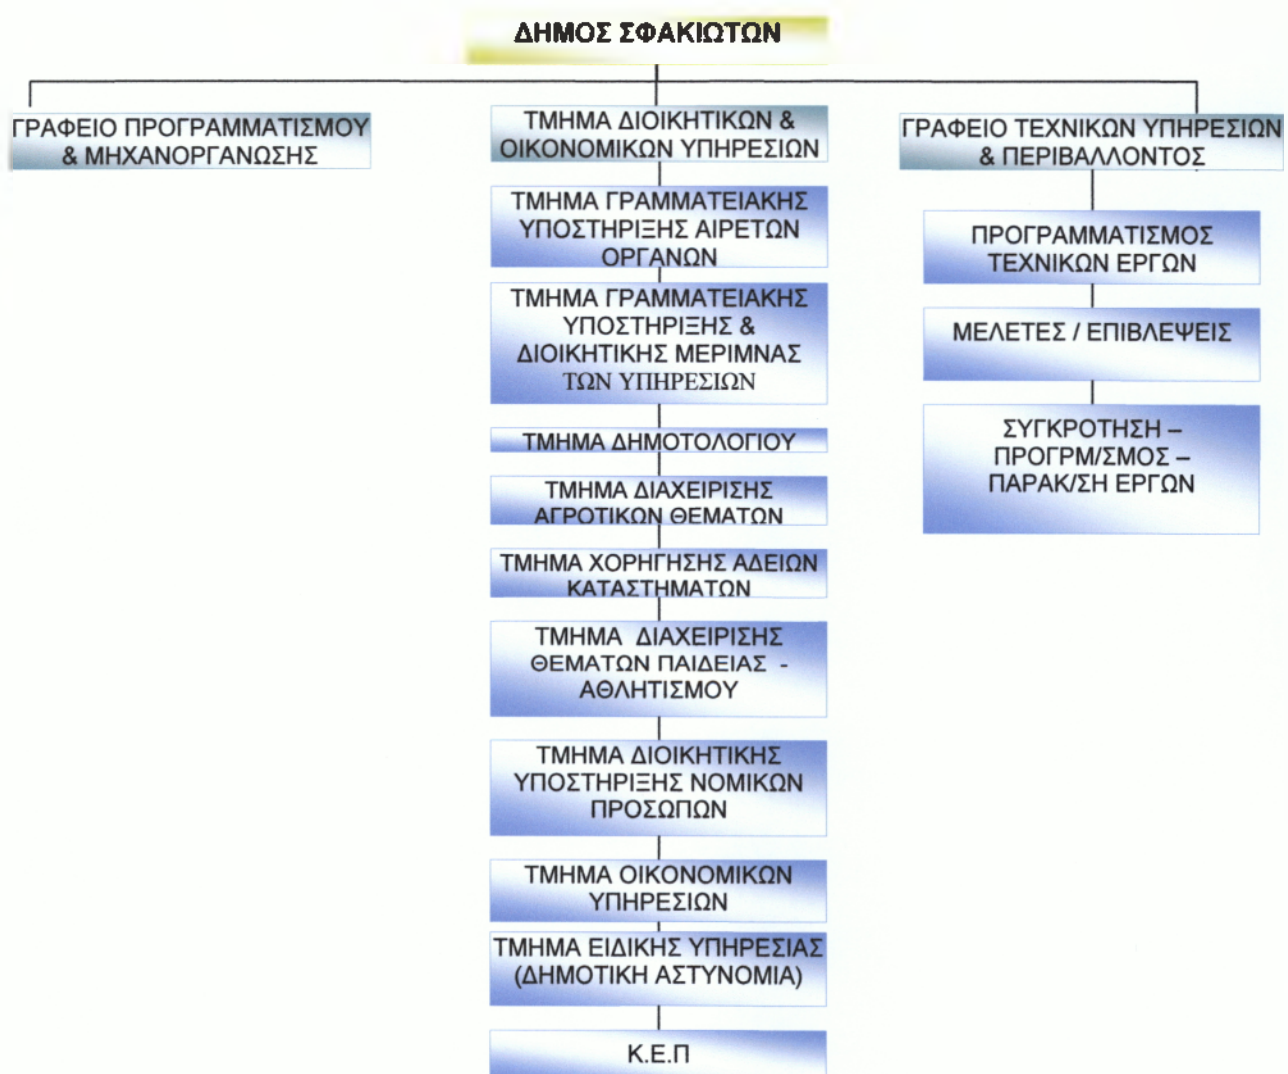 ΔΗΜΟΣ ΣΦΑΚΙΩΤΩΝ
ΓΡΑΦΕΙΟ ΠΡΟΓΡΑΜΜΑΤΙΣΜΟΥ
& ΜΗΧΑΝΟΡΓΑΝΩΣΗΣ
ΤΜΗΜΑ ΔΙΟΙΚΗΤΙΚΩΝ &
ΟΙΚΟΝΟΜΙΚΩΝ ΥΠΗΡΕΣΙΩΝ
ΤΜΗΜΑ ΓΡΑΜΜΑΤΕΙΑΚΗΣ
ΥΠΟΣΤΗΡΙΞΗΣ ΑΙΡΕΤΩΝ
ΟΡΓΑΝΩΝ
ΤΜΗΜΑ ΓΡΑΜΜΑΤΕΙΑΚΗΣ
ΥΠΟΣΤΗΡΙΞΗΣ &
ΔΙΟΙΚΗΤΙΚΗΣ ΜΕΡΙΜΝΑΣ
ΤΩΝ ΥΠΗΡΕΣΙΩΝ
ΤΜΗΜΑ ΔΗΜΟΤΟΛΟΓΙΟΥ
ΤΜΗΜΑ ΔΙΑΧΕΙΡΙΣΗΣ
ΑΓΡΟΤΙΚΩΝ ΘΕΜΑΤΩΝ
ΤΜΗΜΑ ΧΟΡΗΓΗΣΗΣ ΑΔΕΙΩΝ
ΚΑΤΑΣΤΗΜΑΤΩΝ
ΤΜΗΜΑ ΔΙΑΧΕΙΡΙΣΗΣ
ΘΕΜΑΤΩΝ ΠΑΙΔΕΙΑΣ -
ΑΘΛΗΤΙΣΜΟΥ
ΤΜΗΜΑ ΔΙΟΙΚΗΤΙΚΗΣ
ΥΠΟΣΤΗΡΙΞΗΣ ΝΟΜΙΚΩΝ
ΠΡΟΣΩΠΩΝ
ΤΜΗΜΑ ΟΙΚΟΝΟΜΙΚΩΝ
ΥΠΗΡΕΣΙΩΝ
ΤΜΗΜΑ ΕΙΔΙΚΗΣ ΥΠΗΡΕΣΙΑΣ
(ΔΗΜΟΤΙΚΗ ΑΣΤΥΝΟΜΙΑ)
Κ.Ε.Π
ΓΡΑΦΕΙΟ ΤΕΧΝΙΚΩΝ ΥΠΗΡΕΣΙΩΝ
& ΠΕΡΙΒΑΛΛΟΝΤΟΣ
ΠΡΟΓΡΑΜΜΑΤΙΣΜΟΣ
ΤΕΧΝΙΚΩΝ ΕΡΓΩΝ
ΜΕΛΕΤΕΣ / ΕΠΙΒΛΕΨΕΙΣ
ΣΥΓΚΡΟΤΗΣΗ –
ΠΡΟΓΡΜ/ΣΜΟΣ –
ΠΑΡΑΚ/ΣΗ ΕΡΓΩΝ